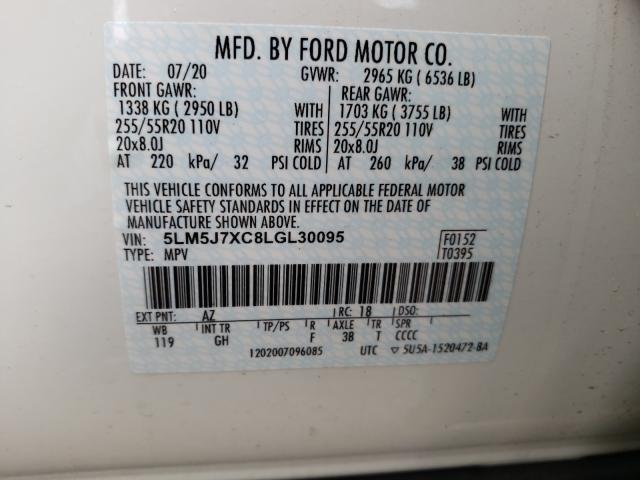 MFD. BY FORD MOTOR CO.
DATE: 07/20 GVWR: 2965 KG ( 6536 LB)
FRONT GAWR: REAR GAWR:
1338 KG ( 2950 LB) WITH 1703 KG ( 3755 LB) WITH
255/55R20 110V TIRES 255/55R20 110V TIRES
20x8.0J RIMS 20x8.0J RIMS
AT 220 kPa/ 32 PSI COLD AT 260 kPa/ 38 PSI COLD
THIS VEHICLE CONFORMS TO ALL APPLICABLE FEDERAL MOTOR
VEHICLE SAFETY STANDARDS IN EFFECT ON THE DATE OF
MANUFACTURE SHOWN ABOVE.
VIN: 5LM5J7XC8LGL30095 F0152
TYPE: MPV T0395
EXT PNT: AZ RC: 18 DSO:
WB INT TR TP/PS R AXLE TR SPR
119 GH F 3B T CCCC
1202007096085 UTC ▽ 5U5A-1520472-BA